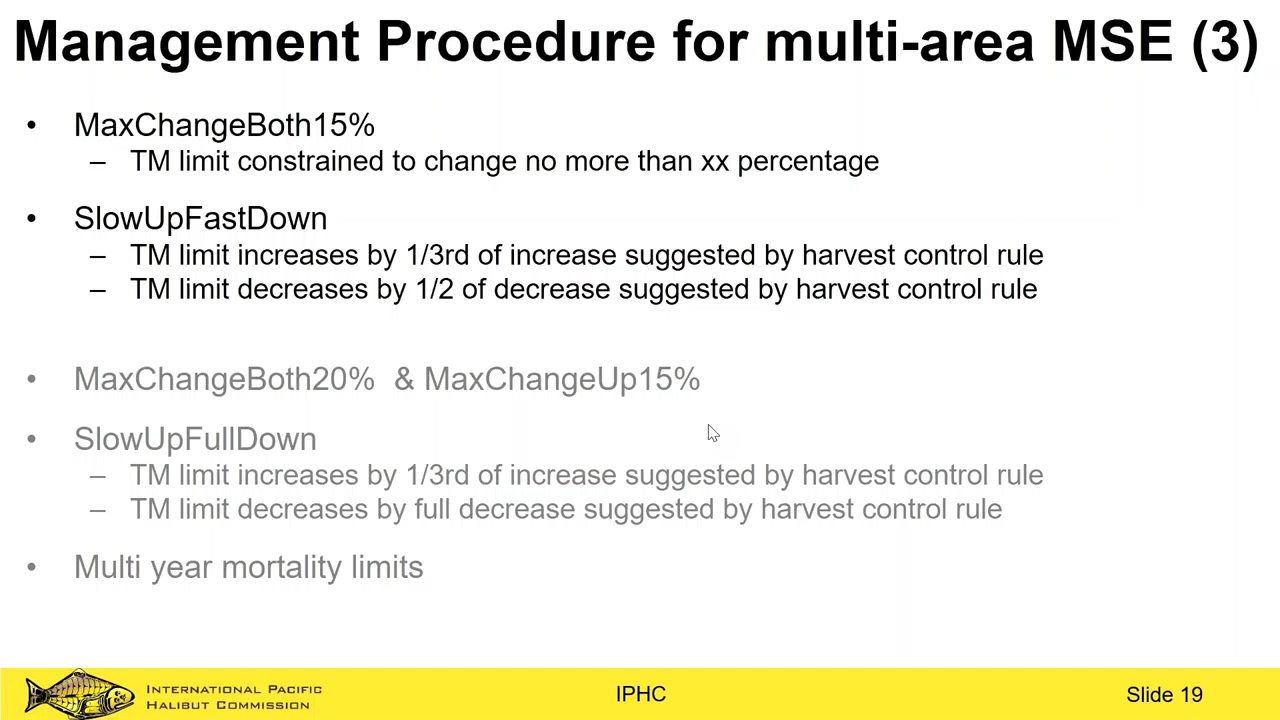 Management Procedure for multi-area MSE (3)
• MaxChangeBoth15%
– TM limit constrained to change no more than xx percentage
• SlowUpFastDown
– TM limit increases by 1/3rd of increase suggested by harvest control rule
– TM limit decreases by 1/2 of decrease suggested by harvest control rule
• MaxChangeBoth20% & MaxChangeUp15%
• SlowUpFullDown
– TM limit increases by 1/3rd of increase suggested by harvest control rule
– TM limit decreases by full decrease suggested by harvest control rule
• Multi year mortality limits
INTERNATIONAL PACIFIC
HALIBUT COMMISSION
IPHC
Slide 19